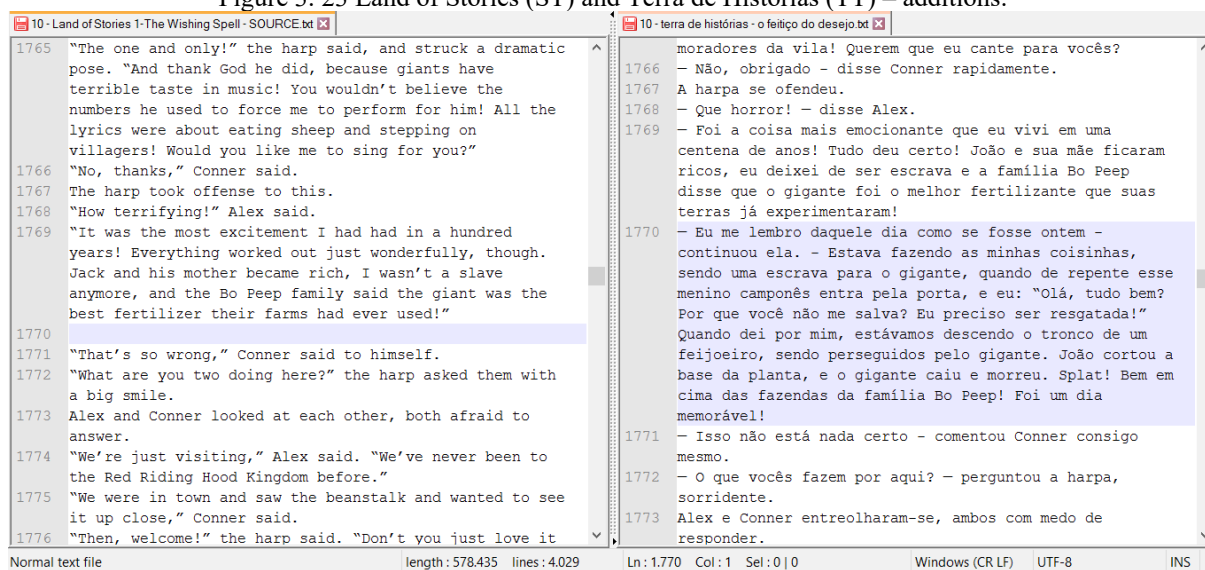 Figure 3. 23 Land of Stories (ST) and Terra de Histórias (TT) – additions.
10 - Land of Stories 1-The Wishing Spell - SOURCE.txt
1765 “The one and only!” the harp said, and struck a dramatic
pose. “And thank God he did, because giants have
terrible taste in music! You wouldn’t believe the
numbers he used to force me to perform for him! All the
lyrics were about eating sheep and stepping on
villagers! Would you like me to sing for you?”
1766 “No, thanks,” Conner said.
1767 The harp took offense to this.
1768 “How terrifying!” Alex said.
1769 “It was the most excitement I had had in a hundred
years! Everything worked out just wonderfully, though.
Jack and his mother became rich, I wasn’t a slave
anymore, and the Bo Peep family said the giant was the
best fertilizer their farms had ever used!”
1770
1771 “That’s so wrong,” Conner said to himself.
1772 “What are you two doing here?” the harp asked them with
a big smile.
1773 Alex and Conner looked at each other, both afraid to
answer.
1774 “We’re just visiting,” Alex said. “We’ve never been to
the Red Riding Hood Kingdom before.”
1775 “We were in town and saw the beanstalk and wanted to see
it up close,” Conner said.
1776 “Then, welcome!” the harp said. “Don’t you just love it
10 - terra de histórias - o feitiço do desejo.txt
moradores da vila! Querem que eu cante para vocês?
1766 — Não, obrigado - disse Conner rapidamente.
1767 A harpa se ofendeu.
1768 — Que horror! — disse Alex.
1769 — Foi a coisa mais emocionante que eu vivi em uma
centena de anos! Tudo deu certo! João e sua mãe ficaram
ricos, eu deixei de ser escrava e a família Bo Peep
disse que o gigante foi o melhor fertilizante que suas
terras já experimentaram!
1770 — Eu me lembro daquele dia como se fosse ontem -
continuou ela. - Estava fazendo as minhas coisinhas,
sendo uma escrava para o gigante, quando de repente esse
menino camponês entra pela porta, e eu: “Olá, tudo bem?
Por que você não me salva? Eu preciso ser resgatada!”
Quando dei por mim, estávamos descendo o tronco de um
feijoeiro, sendo perseguidos pelo gigante. João cortou a
base da planta, e o gigante caiu e morreu. Splat! Bem em
cima das fazendas da família Bo Peep! Foi um dia
memorável!
1771 — Isso não está nada certo - comentou Conner consigo
mesmo.
1772 — O que vocês fazem por aqui? — perguntou a harpa,
sorridente.
1773 Alex e Conner entreolharam-se, ambos com medo de
responder.
Normal text file length : 578.435 lines : 4.029 Ln : 1.770 Col : 1 Sel : 0 | 0 Windows (CR LF) UTF-8 INS